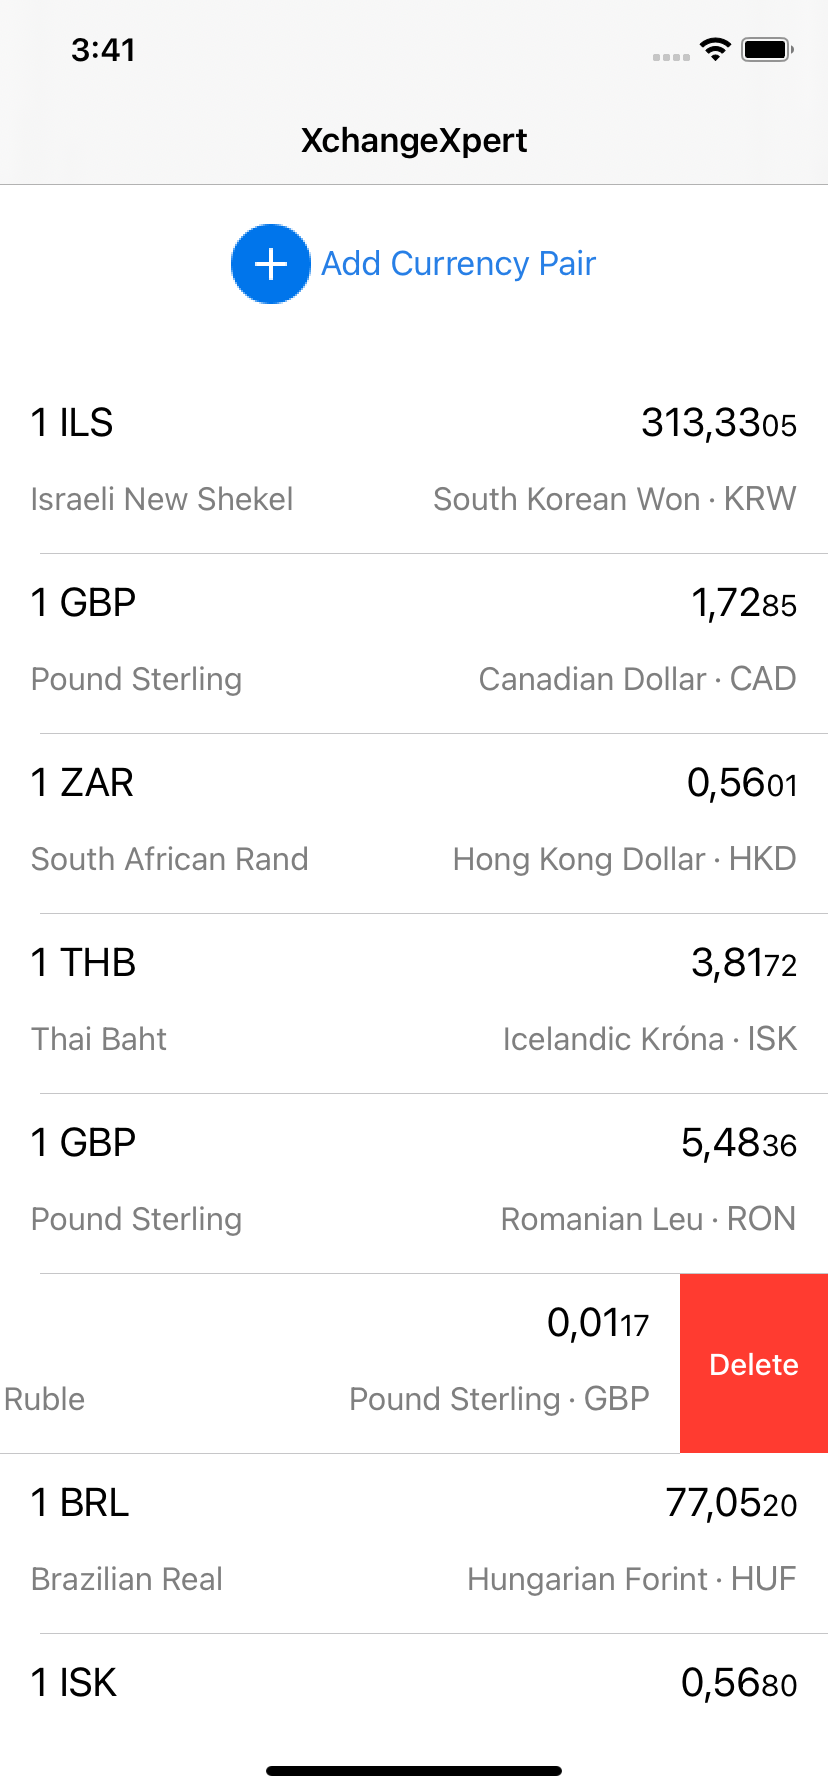 3:41
XchangeXpert
Add Currency Pair
1 ILS 313,3305
Israeli New Shekel South Korean Won · KRW
1 GBP 1,7285
Pound Sterling Canadian Dollar · CAD
1 ZAR 0,5601
South African Rand Hong Kong Dollar · HKD
1 THB 3,8172
Thai Baht Icelandic Króna · ISK
1 GBP 5,4836
Pound Sterling Romanian Leu · RON
0,0117
Delete
Ruble Pound Sterling · GBP
1 BRL 77,0520
Brazilian Real Hungarian Forint · HUF
1 ISK 0,5680